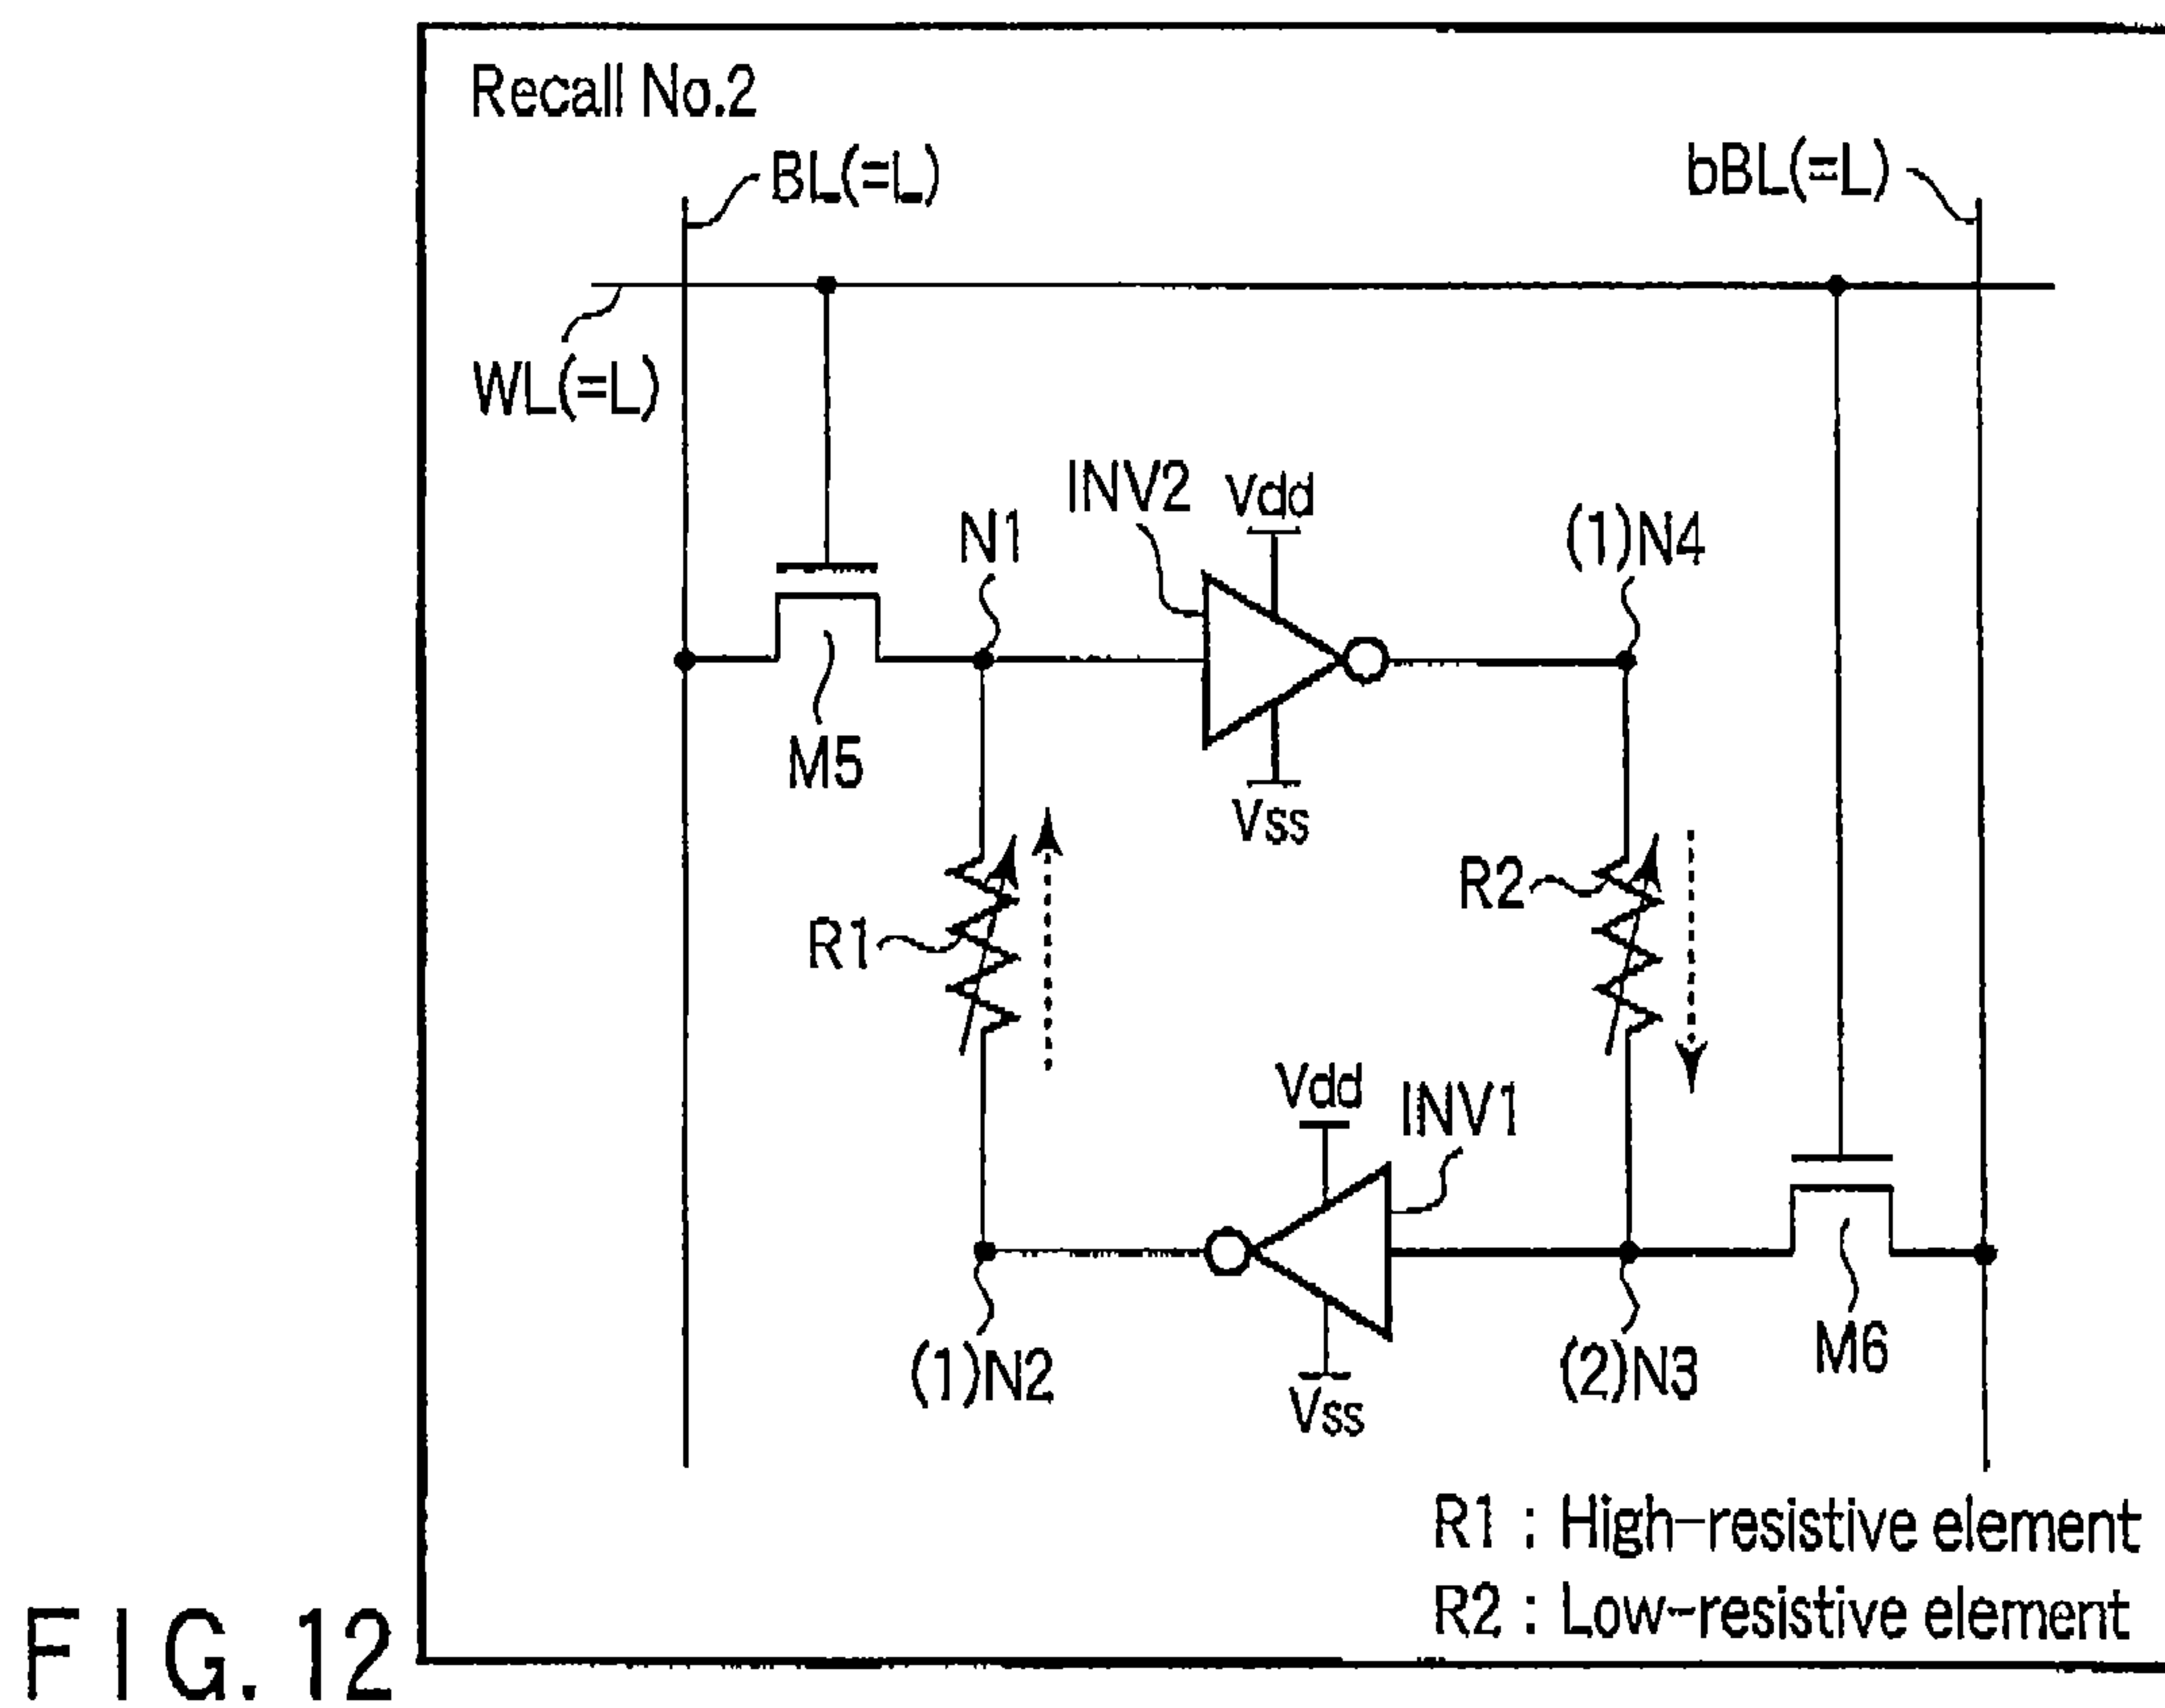 Recall No.2
BL(=L)
bBL(=L)
WL(=L)
INV2
Vdd
N1
(1)N4
M5
Vss
R2
R1
Vdd
INV1
(1)N2
(2)N3
M6
Vss
R1 : High-resistive element
R2 : Low-resistive element
FIG.12